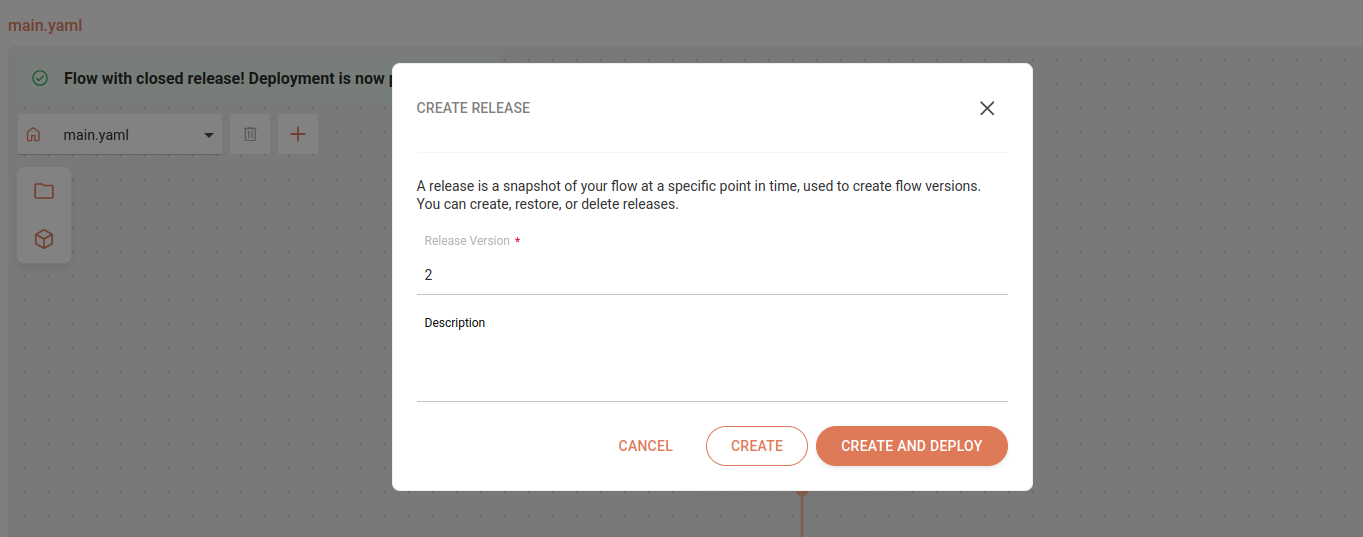 main.yaml
Flow with closed release! Deployment is now
main.yaml
CREATE RELEASE
A release is a snapshot of your flow at a specific point in time, used to create flow versions.
You can create, restore, or delete releases.
Release Version *
2
Description
CANCEL
CREATE
CREATE AND DEPLOY